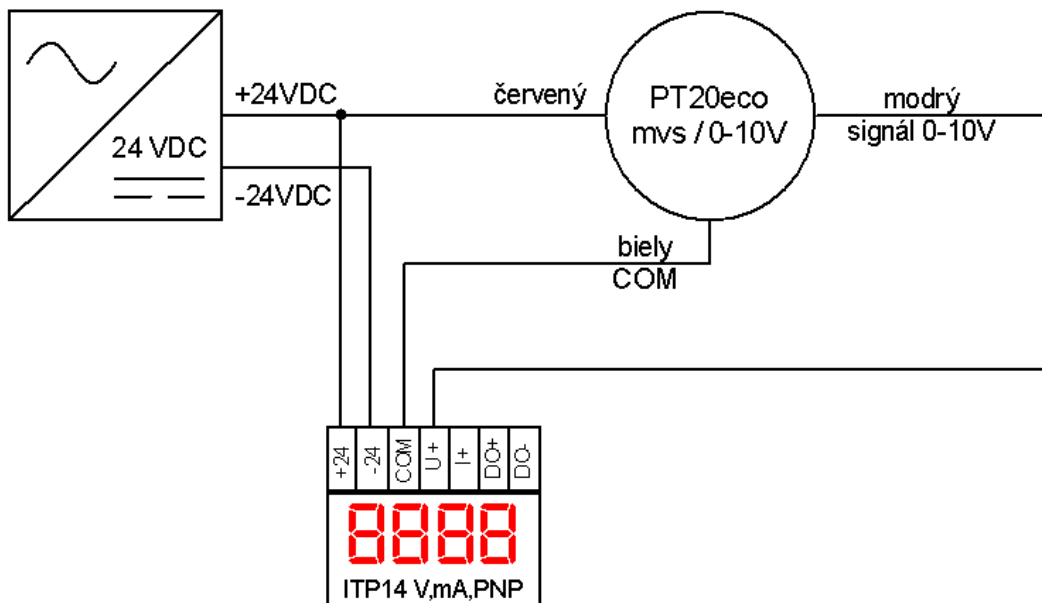 +24VDC
24 VDC
-24VDC
červený
PT20eco
mvs / 0-10V
modrý
signál 0-10V
biely
COM
+24
-24
COM
U+
I+
DO+
DO-
8888
ITP14 V,mA,PNP